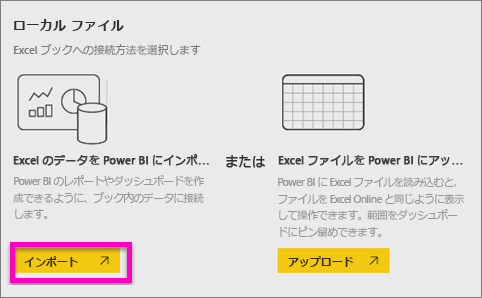 ローカル ファイル
Excel ブックへの接続方法を選択します
Excel のデータを Power BI にインポ...
Power BI のレポートやダッシュボードを作
成できるように、ブック内のデータに接続
します。
インポート
または
Excel ファイルを Power BI にアッ...
Power BI に Excel ファイルを読み込むと、
ファイルを Excel Online と同じように表示
して操作できます。範囲をダッシュボー
ドにピン留めできます。
アップロード